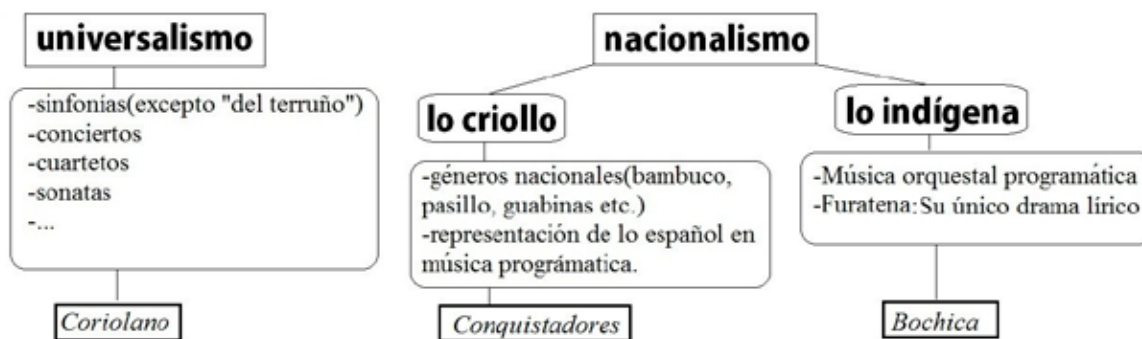 universalismo
-sinfonías(excepto "del terruño")
-conciertos
-cuartetos
-sonatas
-...
Coriolano
nacionalismo
lo criollo
-géneros nacionales(bambuco,
pasillo, guabinas etc.)
-representación de lo español en
música prográmatica.
Conquistadores
lo indígena
-Música orquestal programática
-Furatena:Su único drama lírico
Bochica